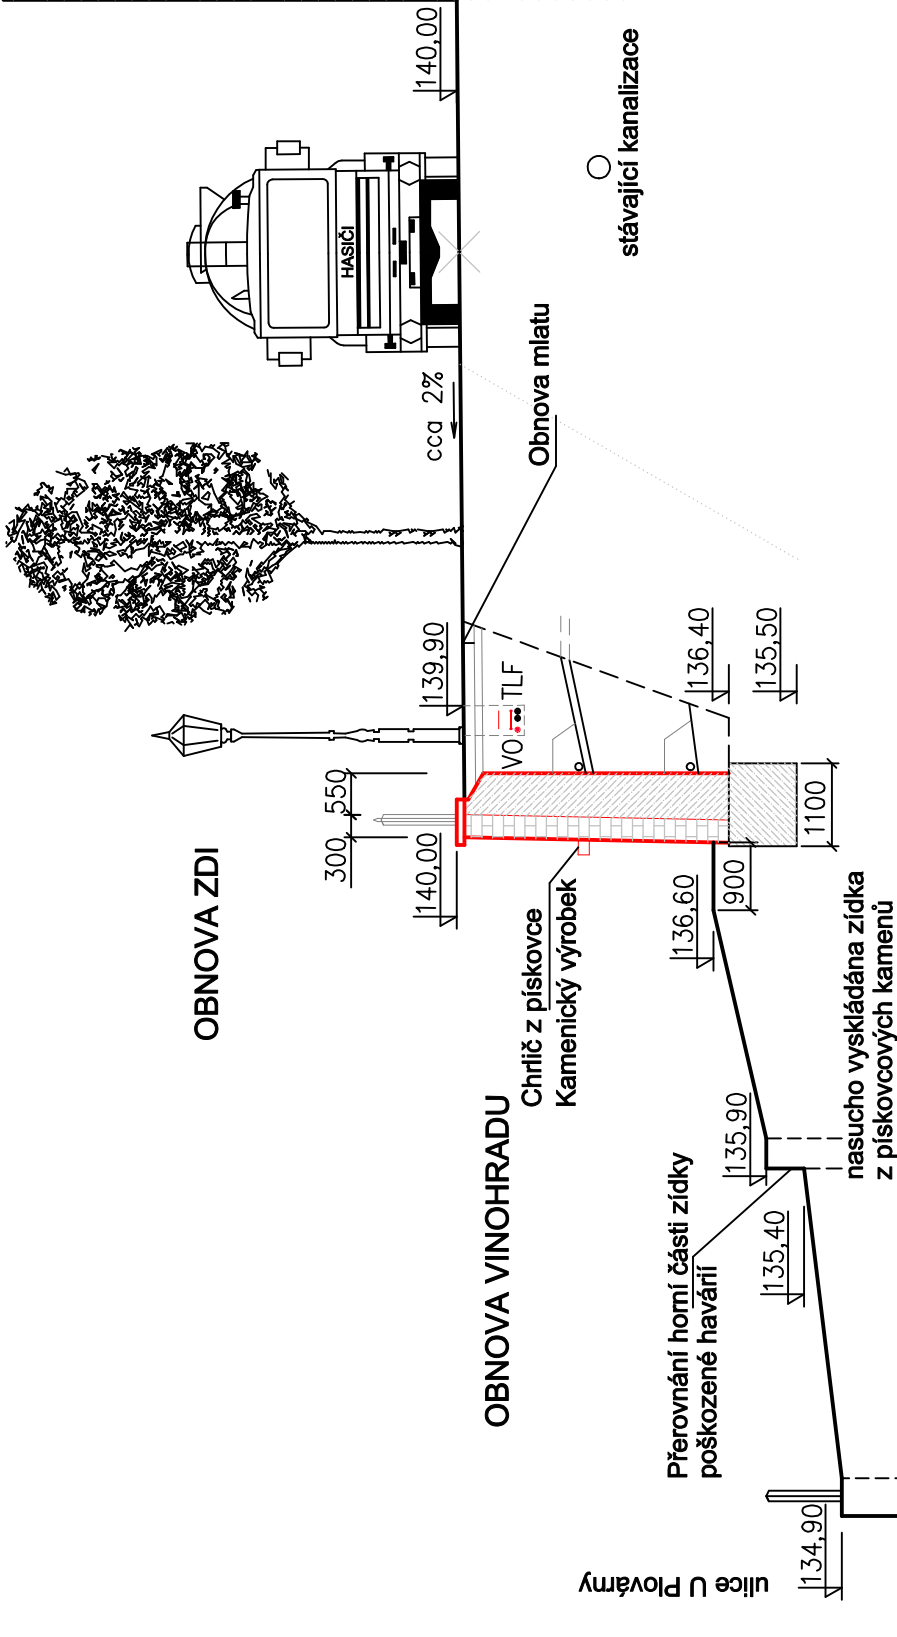 OBNOVA ZDI
OBNOVA VINOHRADU
HASIČI
140,00
cca 2%
139,90
550
300
140,00
Obnova mlatu
stávající kanalizace
VO
TLF
136,40
135,50
1100
900
136,60
Chrlič z pískovce
Kamenický výrobek
135,90
135,40
Přerovnání horní části zídky
poškozené havárií
nasucho vyskládána zídka
z pískovcových kamenů
134,90
ulice U Plovárny